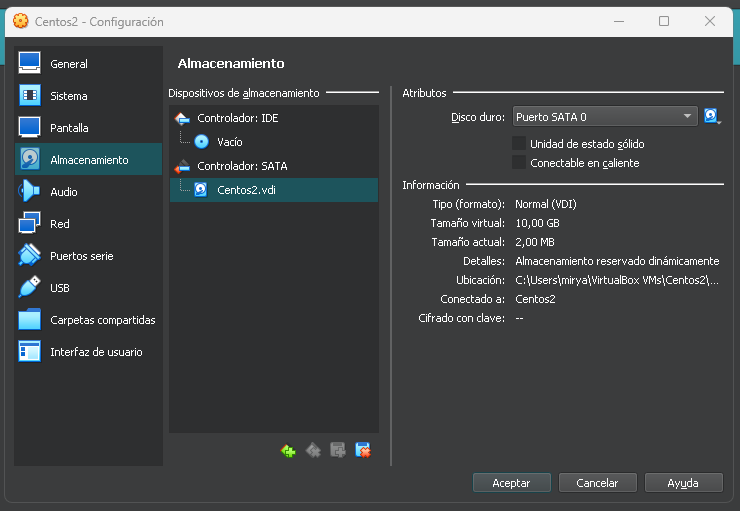 Centos2 - Configuración
General
Sistema
Pantalla
Almacenamiento
Audio
Red
Puertos serie
USB
Carpetas compartidas
Interfaz de usuario
Almacenamiento
Dispositivos de almacenamiento
Controlador: IDE
Vacío
Controlador: SATA
Centos2.vdi
Atributos
Disco duro: Puerto SATA 0
Unidad de estado sólido
Conectable en caliente
Información
Tipo (formato): Normal (VDI)
Tamaño virtual: 10,00 GB
Tamaño actual: 2,00 MB
Detalles: Almacenamiento reservado dinámicamente
Ubicación: C:\Users\mirya\VirtualBox VMs\Centos2\...
Conectado a: Centos2
Cifrado con clave: --
Aceptar Cancelar Ayuda